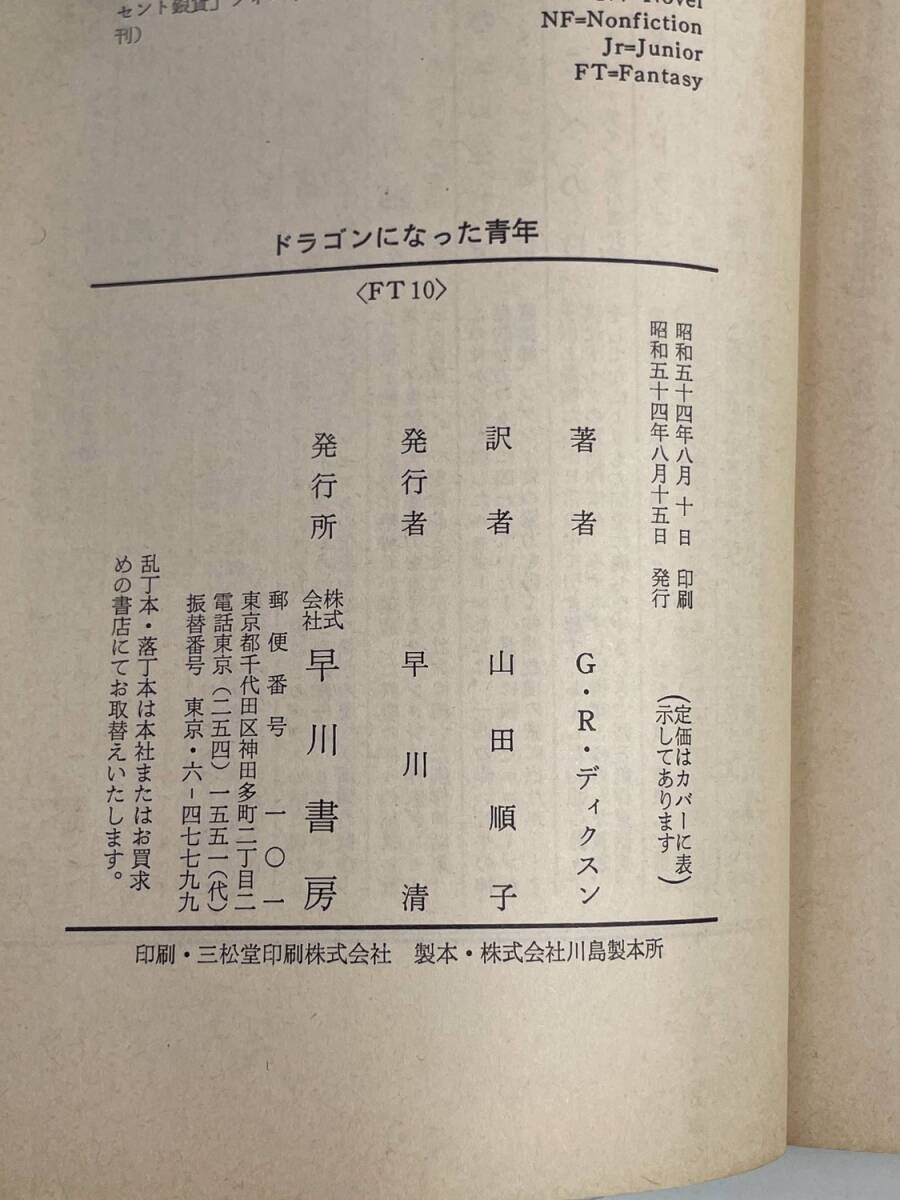 セント銀貨」フィ
刊)
Novel
NF=Nonfiction
Jr=Junior
FT=Fantasy
ドラゴンになった青年
〈FT10〉
昭和五十四年八月 十 日 印刷
昭和五十四年八月十五日 発行
(定価はカバーに表
示してあります)
著者 G・R・ディクスン
訳者 山田順子
発行者 早川 清
発行所 株式会社 早川書房
郵便番号 一〇一
東京都千代田区神田多町二丁目二
電話東京(二五四)一五五一(代)
振替番号 東京・六-四七七九九
乱丁本・落丁本は本社またはお買求
めの書店にてお取替えいたします。
印刷・三松堂印刷株式会社 製本・株式会社川島製本所